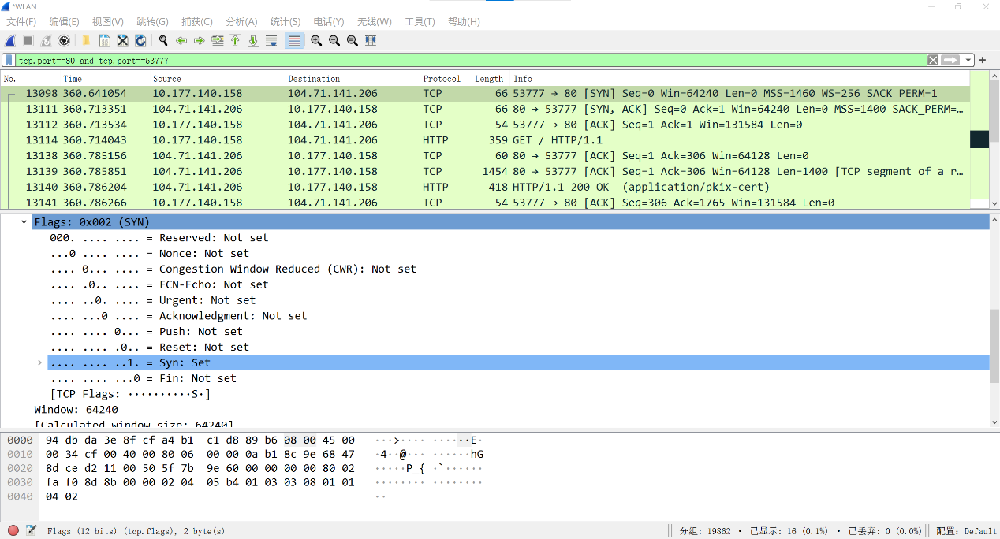 *WLAN
文件(F) 编辑(E) 视图(V) 跳转(G) 捕获(C) 分析(A) 统计(S) 电话(Y) 无线(W) 工具(T) 帮助(H)
tcp.port==80 and tcp.port==53777
No. Time Source Destination Protocol Length Info
13098 360.641054 10.177.140.158 104.71.141.206 TCP 66 53777 → 80 [SYN] Seq=0 Win=64240 Len=0 MSS=1460 WS=256 SACK_PERM=1
13111 360.713351 104.71.141.206 10.177.140.158 TCP 66 80 → 53777 [SYN, ACK] Seq=0 Ack=1 Win=64240 Len=0 MSS=1400 SACK_PERM=…
13112 360.713534 10.177.140.158 104.71.141.206 TCP 54 53777 → 80 [ACK] Seq=1 Ack=1 Win=131584 Len=0
13114 360.714043 10.177.140.158 104.71.141.206 HTTP 359 GET / HTTP/1.1
13138 360.785156 104.71.141.206 10.177.140.158 TCP 60 80 → 53777 [ACK] Seq=1 Ack=306 Win=64128 Len=0
13139 360.785851 104.71.141.206 10.177.140.158 TCP 1454 80 → 53777 [ACK] Seq=1 Ack=306 Win=64128 Len=1400 [TCP segment of a r…
13140 360.786204 104.71.141.206 10.177.140.158 HTTP 418 HTTP/1.1 200 OK  (application/pkix-cert)
13141 360.786266 10.177.140.158 104.71.141.206 TCP 54 53777 → 80 [ACK] Seq=306 Ack=1765 Win=131584 Len=0
Flags: 0x002 (SYN)
000. .... .... = Reserved: Not set
...0 .... .... = Nonce: Not set
.... 0... .... = Congestion Window Reduced (CWR): Not set
.... .0.. .... = ECN-Echo: Not set
.... ..0. .... = Urgent: Not set
.... ...0 .... = Acknowledgment: Not set
.... .... 0... = Push: Not set
.... .... .0.. = Reset: Not set
.... .... ..1. = Syn: Set
.... .... ...0 = Fin: Not set
[TCP Flags: ··········S·]
Window: 64240
[Calculated window size: 64240]
0000 94 db da 3e 8f cf a4 b1 c1 d8 89 b6 08 00 45 00 ···>···· ······E·
0010 00 34 cf 00 40 00 80 06 00 00 0a b1 8c 9e 68 47 ·4··@··· ······hG
0020 8d ce d2 11 00 50 5f 7b 9e 60 00 00 00 00 80 02 ·····P_{ ·`······
0030 fa f0 8d 8b 00 00 02 04 05 b4 01 03 03 08 01 01 ········ ········
0040 04 02 ··
Flags (12 bits) (tcp.flags), 2 byte(s) 分组: 19862 · 已显示: 16 (0.1%) · 已丢弃: 0 (0.0%) 配置: Default